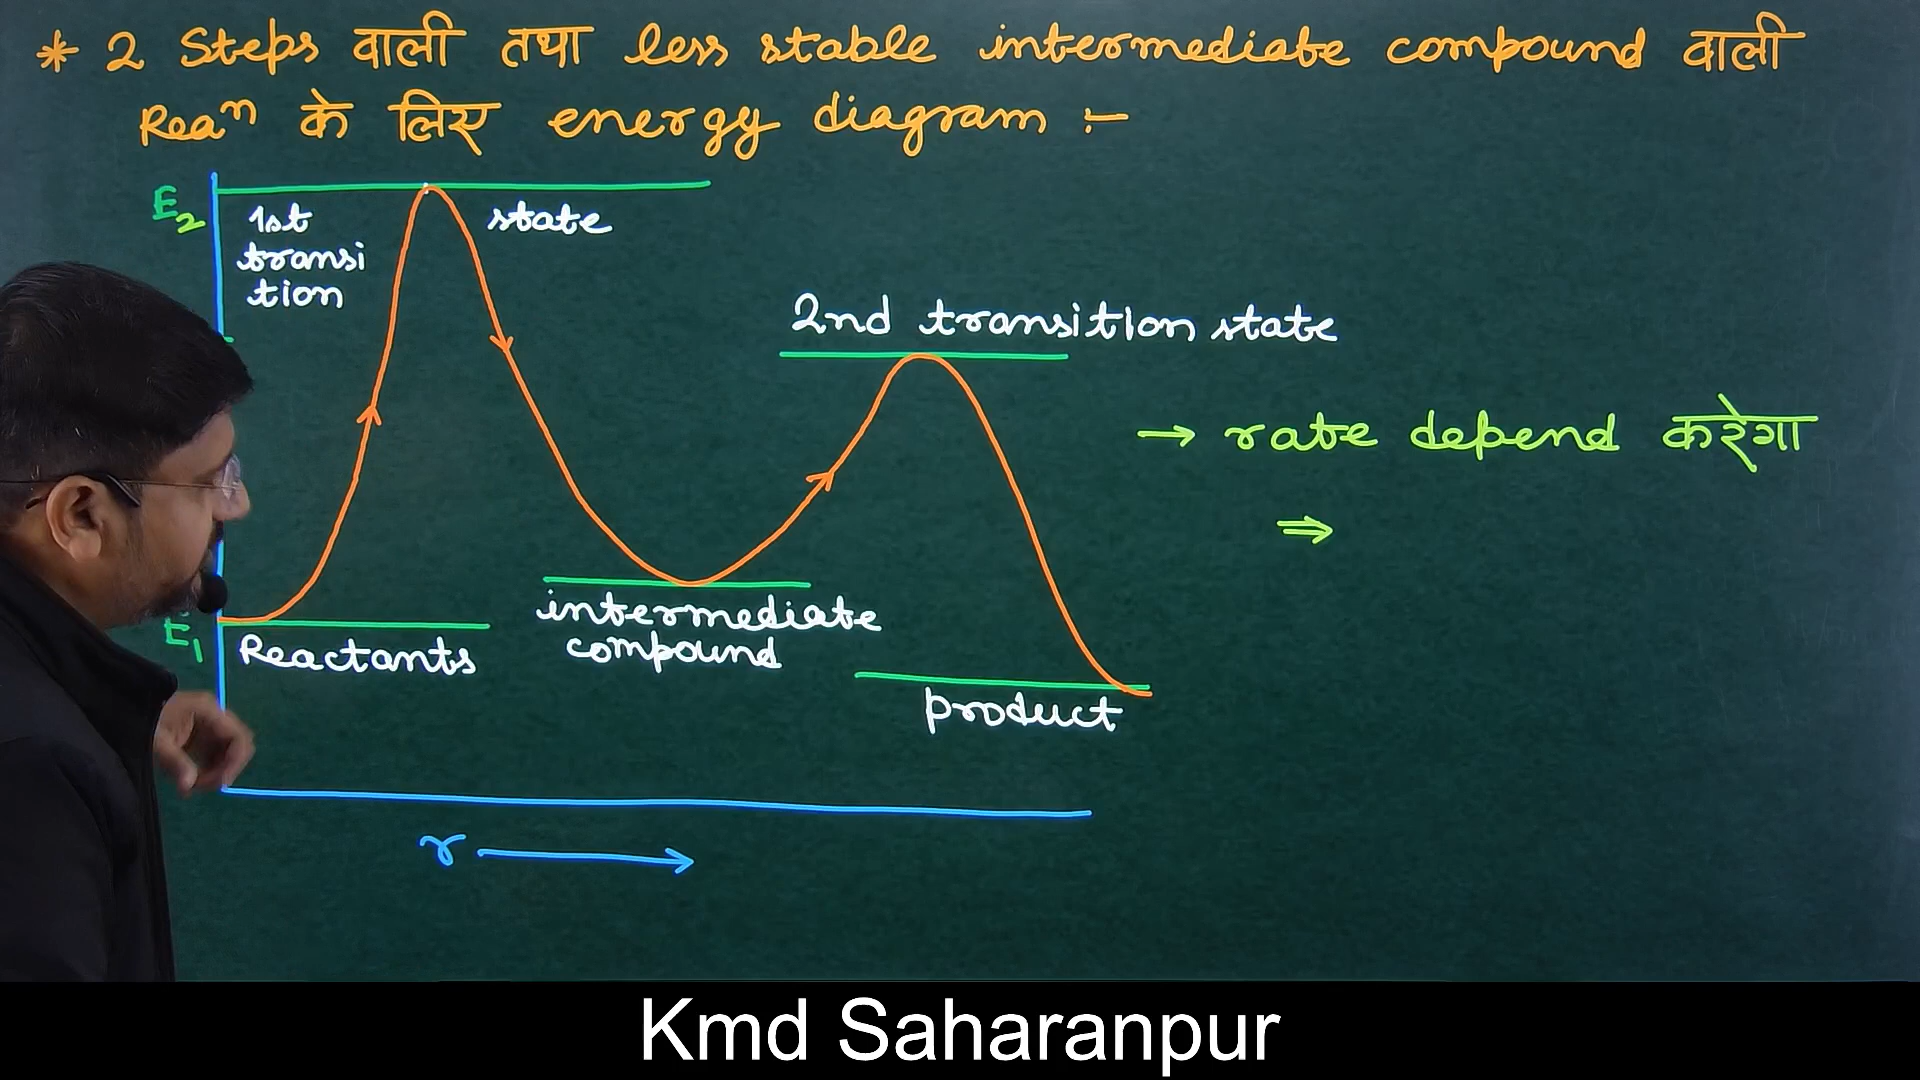 * 2 Steps वाली तथा less stable intermediate compound वाली
Reaⁿ के लिए energy diagram :-
E₂
1st
transi
tion
state
2nd transition state
→ rate depend करेगा
⇒
intermediate
compound
E₁
Reactants
product
r →
Kmd Saharanpur